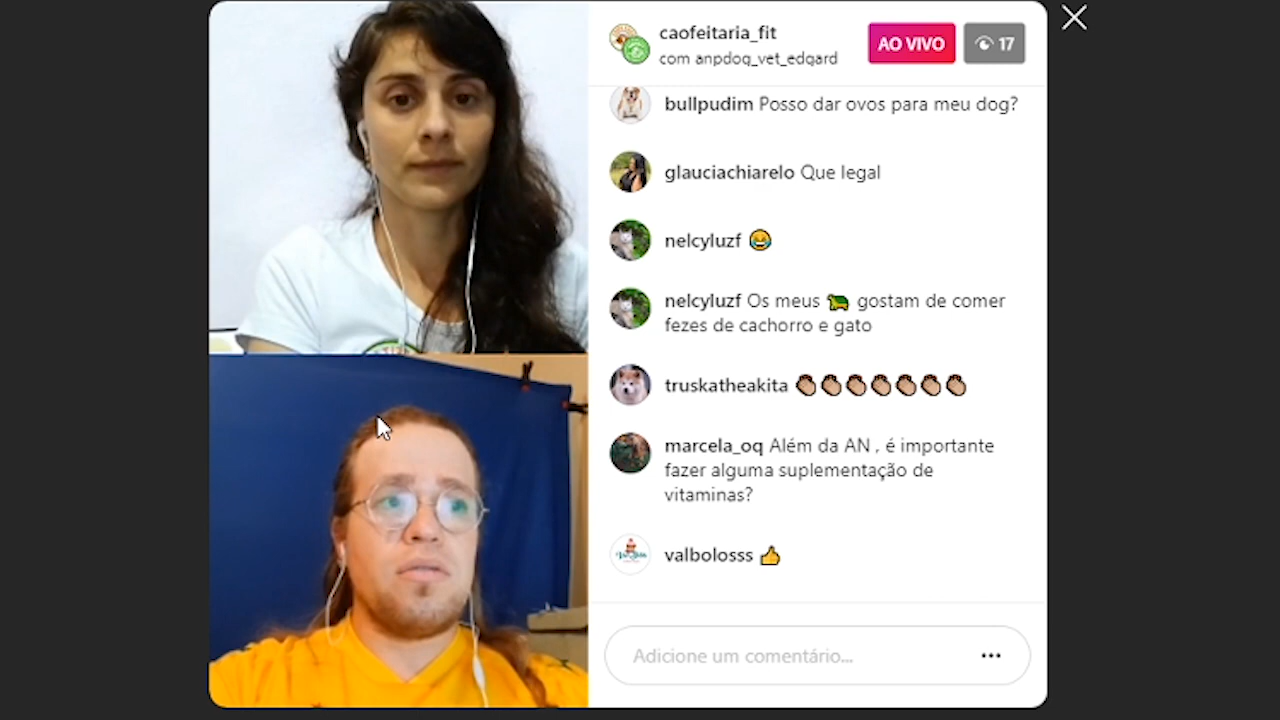 caofeitaria_fit
com anpdog_vet_edgard
AO VIVO
17
bullpudim Posso dar ovos para meu dog?
glauciachiarelo Que legal
nelcyluzf 😂
nelcyluzf Os meus 🐢 gostam de comer
fezes de cachorro e gato
truskatheakita 👏🏼👏🏼👏🏼👏🏼👏🏼👏🏼👏🏼
marcela_oq Além da AN , é importante
fazer alguma suplementação de
vitaminas?
valbolosss 👍
Adicione um comentário...